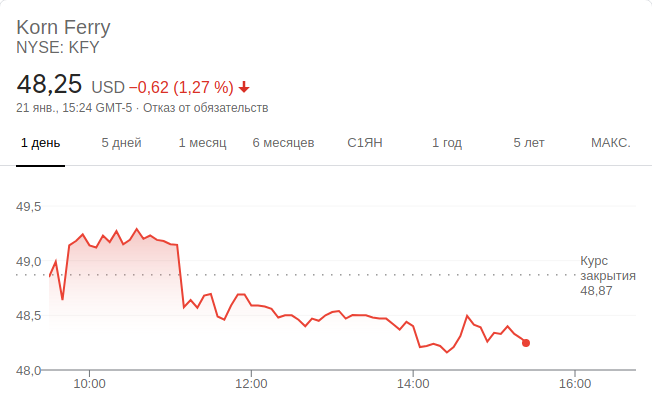 Korn Ferry
NYSE: KFY
48,25 USD −0,62 (1,27 %)
21 янв., 15:24 GMT-5 · Отказ от обязательств
1 день 5 дней 1 месяц 6 месяцев С1ЯН 1 год 5 лет МАКС.
49,5
49,0
48,5
48,0
Курс
закрытия
48,87
10:00 12:00 14:00 16:00